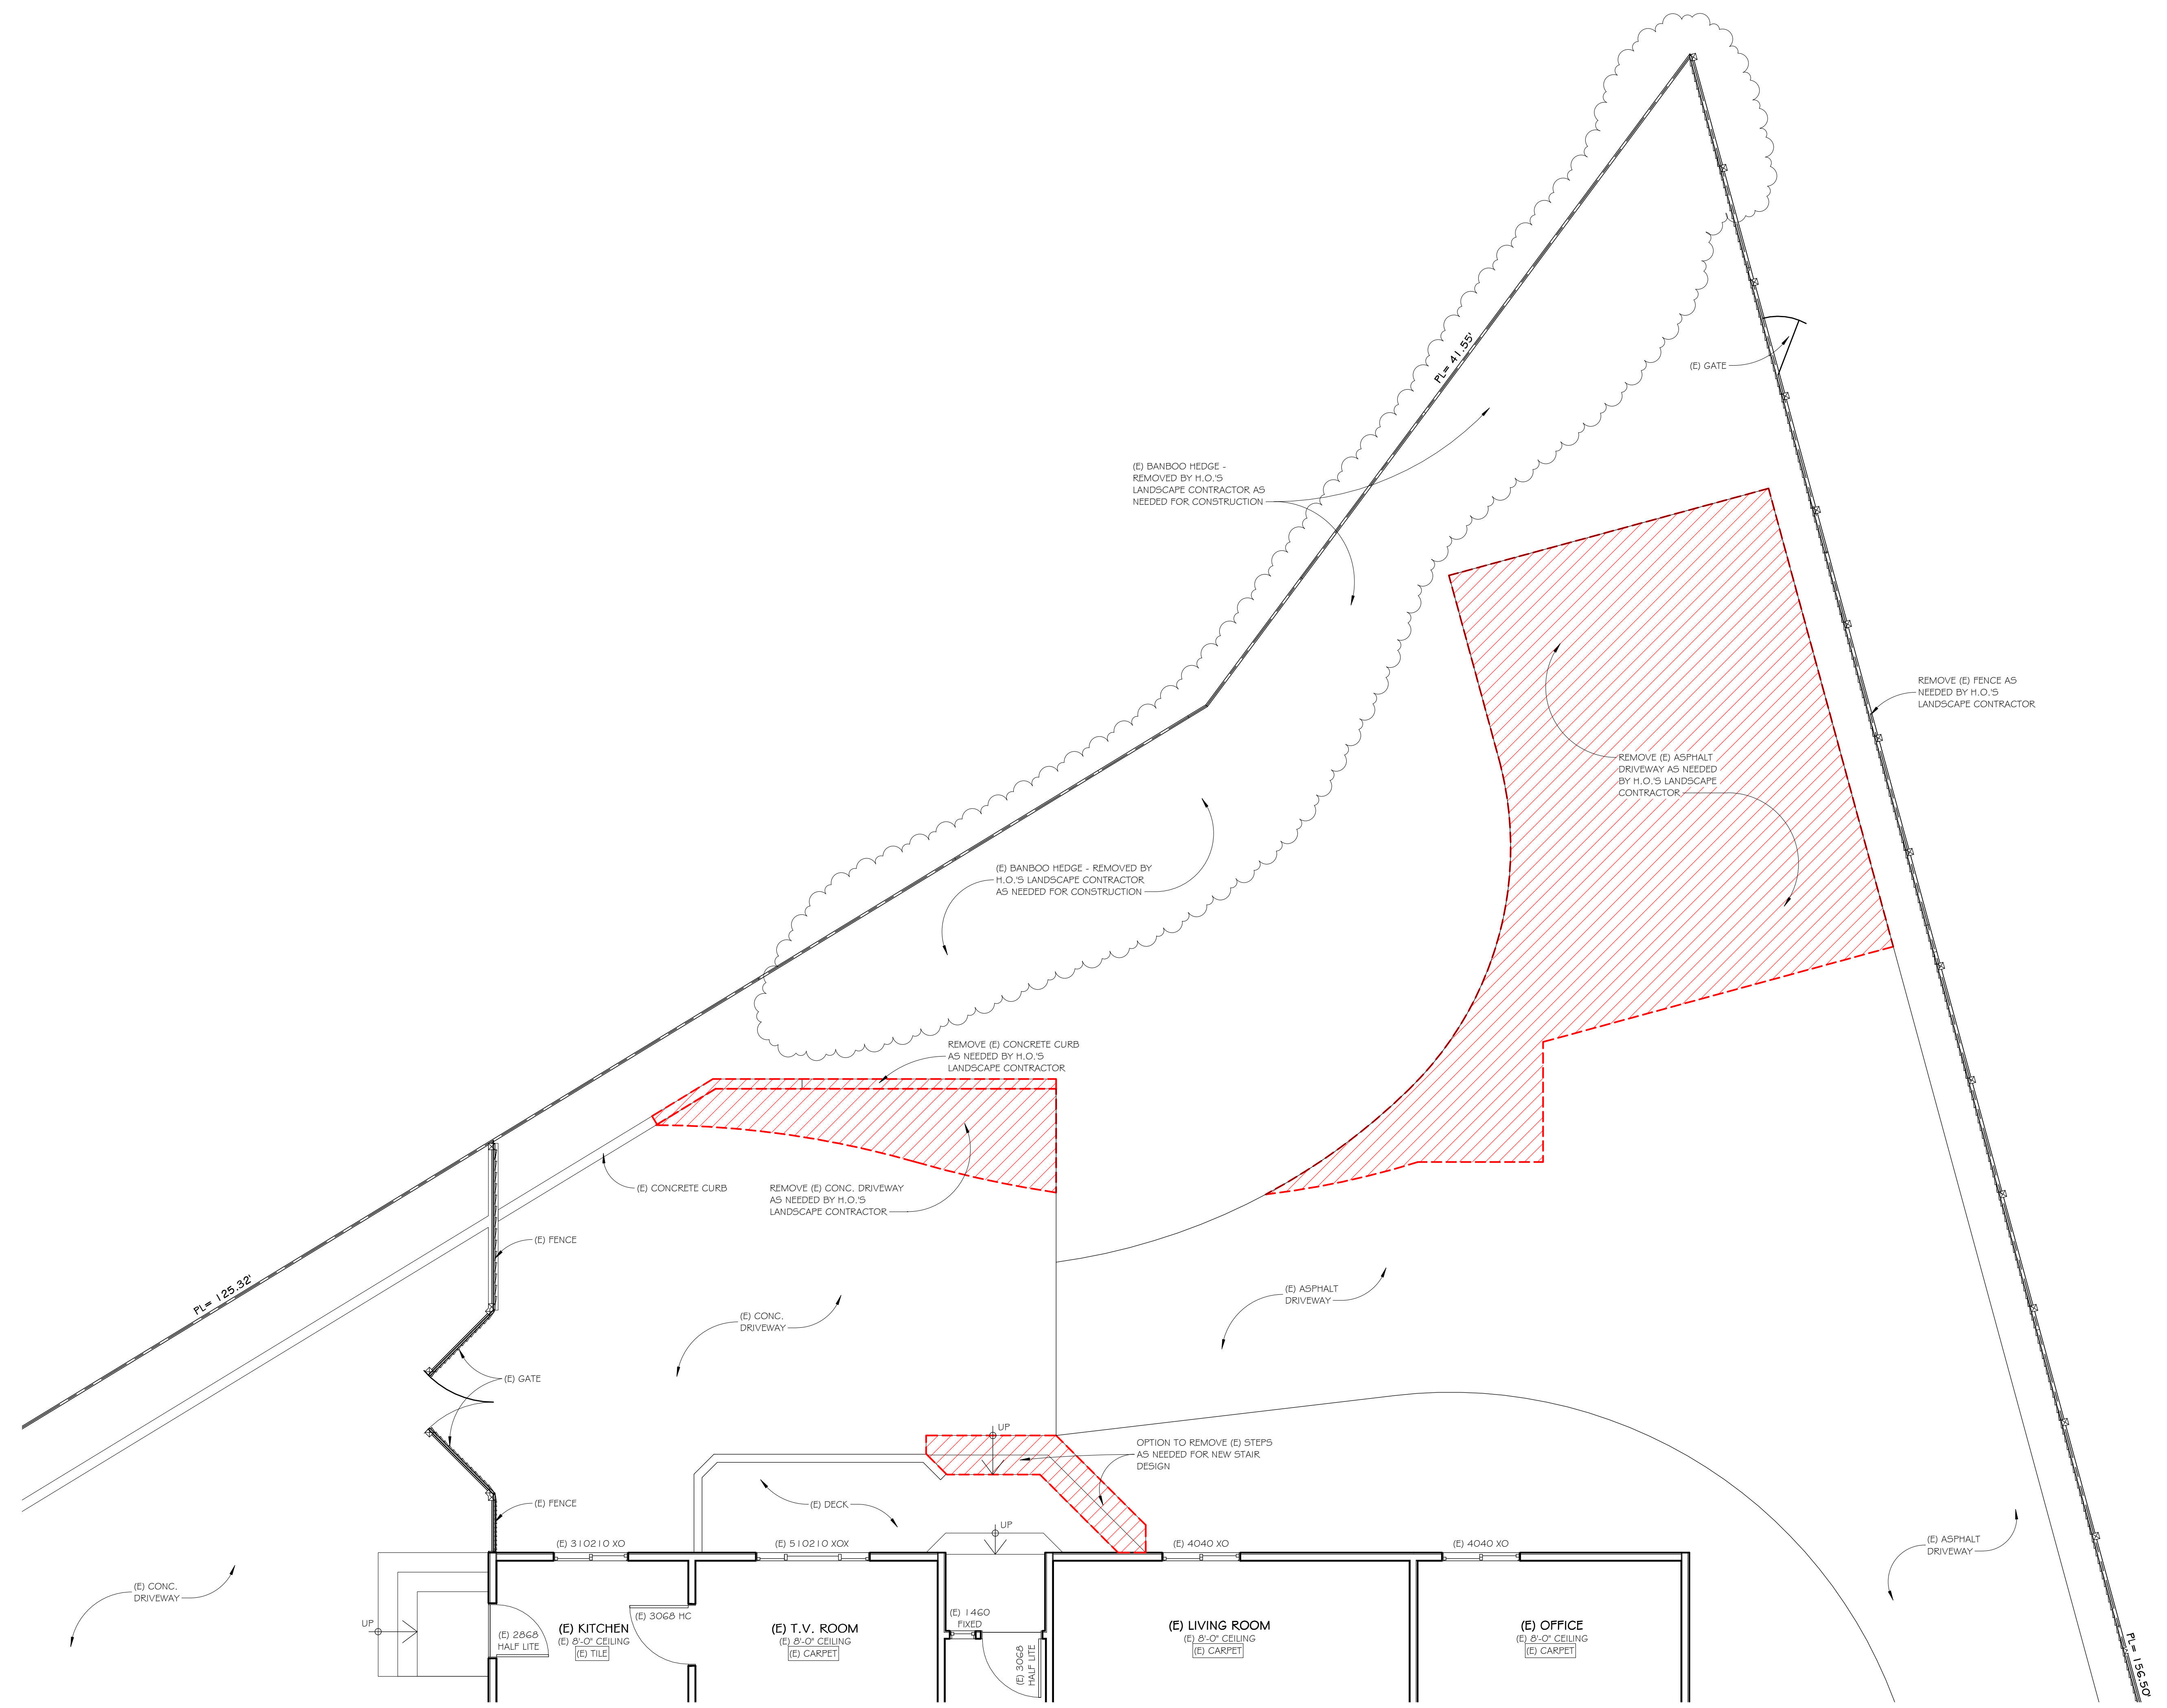 PL= 41.55'
(E) GATE
(E) BANBOO HEDGE -
REMOVED BY H.O.'S
LANDSCAPE CONTRACTOR AS
NEEDED FOR CONSTRUCTION
REMOVE (E) FENCE AS
NEEDED BY H.O.'S
LANDSCAPE CONTRACTOR
REMOVE (E) ASPHALT
DRIVEWAY AS NEEDED
BY H.O.'S LANDSCAPE
CONTRACTOR
(E) BANBOO HEDGE - REMOVED BY
H.O.'S LANDSCAPE CONTRACTOR
AS NEEDED FOR CONSTRUCTION
REMOVE (E) CONCRETE CURB
AS NEEDED BY H.O.'S
LANDSCAPE CONTRACTOR
(E) CONCRETE CURB
REMOVE (E) CONC. DRIVEWAY
AS NEEDED BY H.O.'S
LANDSCAPE CONTRACTOR
(E) FENCE
PL= 125.32'
(E) CONC.
DRIVEWAY
(E) ASPHALT
DRIVEWAY
(E) GATE
UP
OPTION TO REMOVE (E) STEPS
AS NEEDED FOR NEW STAIR
DESIGN
(E) FENCE
(E) DECK
UP
(E) 310210 XO
(E) 510210 XOX
(E) 4040 XO
(E) 4040 XO
(E) ASPHALT
DRIVEWAY
(E) CONC.
DRIVEWAY
UP
(E) 2868
HALF LITE
(E) KITCHEN
(E) 8'-0" CEILING
(E) TILE
(E) 3068 HC
(E) T.V. ROOM
(E) 8'-0" CEILING
(E) CARPET
(E) 1460
FIXED
(E) 3068
HALF LITE
(E) LIVING ROOM
(E) 8'-0" CEILING
(E) CARPET
(E) OFFICE
(E) 8'-0" CEILING
(E) CARPET
PL= 156.50'